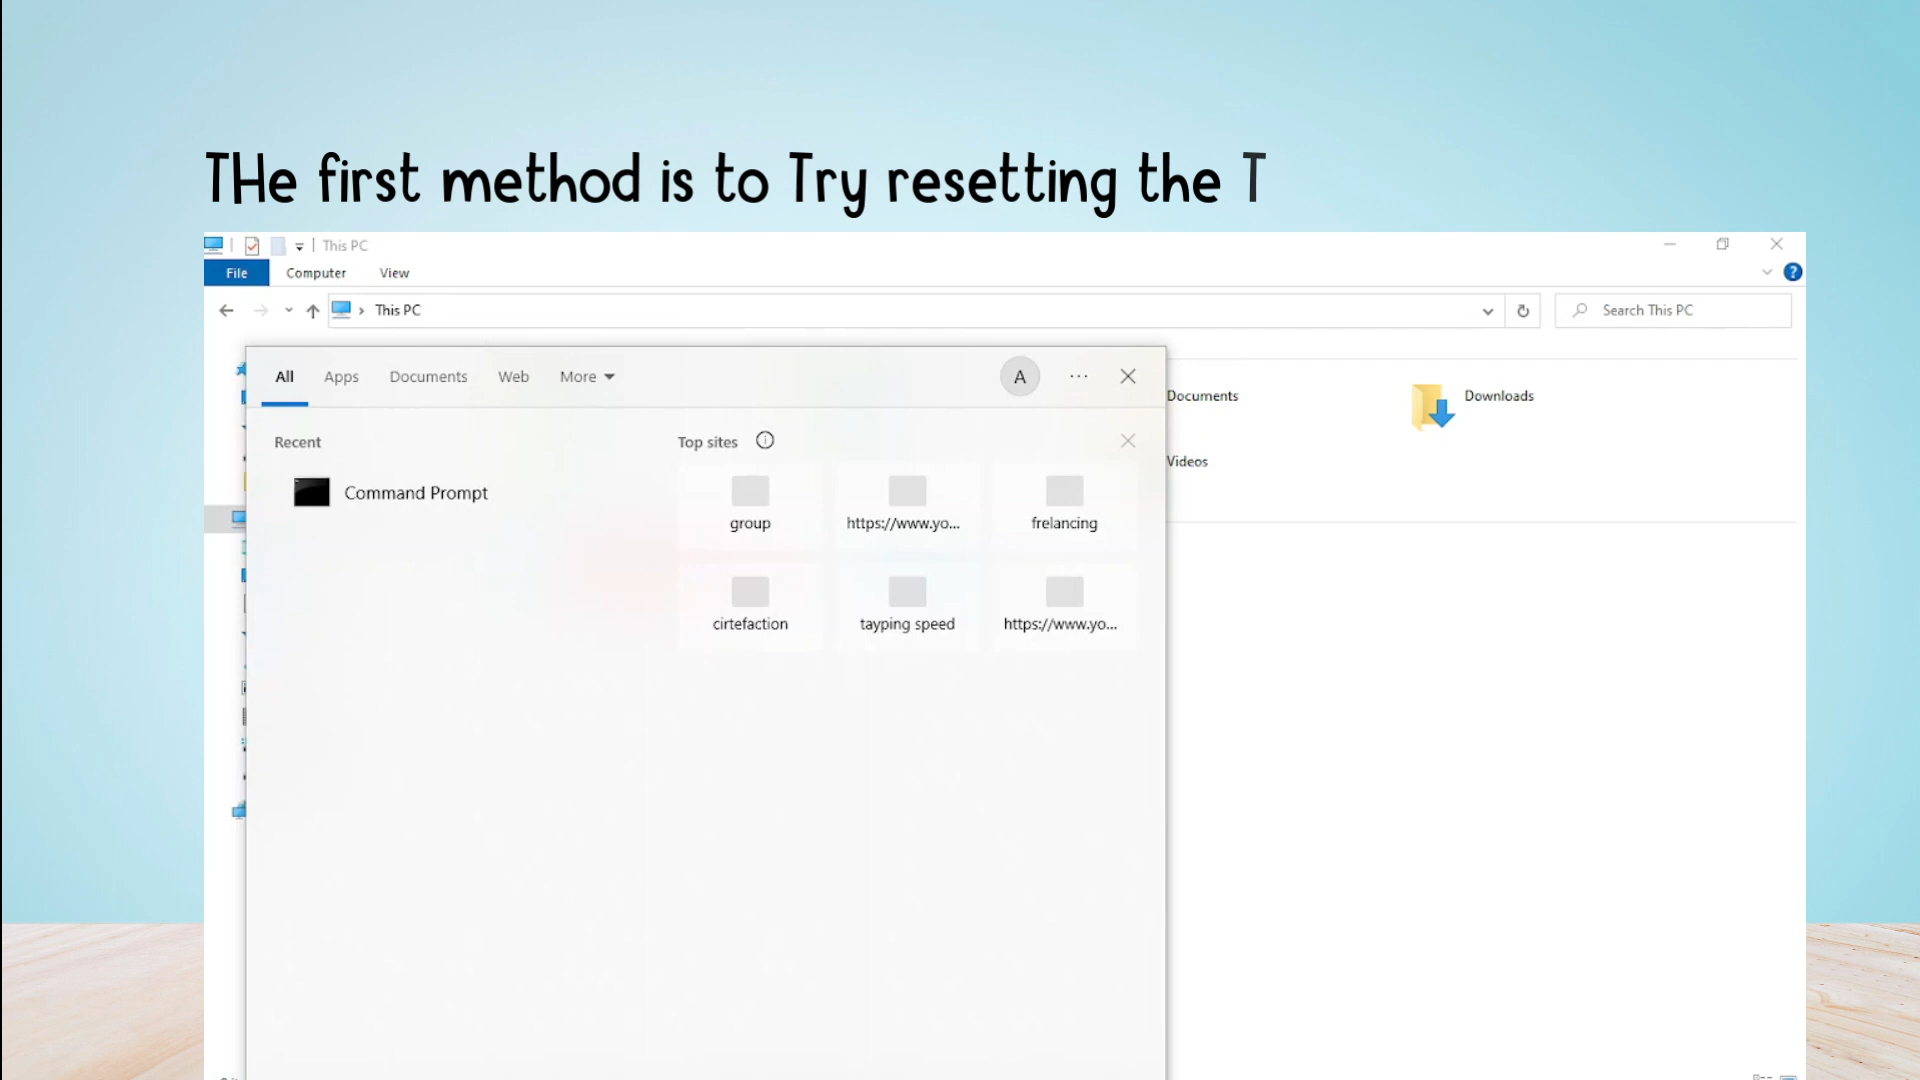 THe first method is to Try resetting the T
This PC
File Computer View
This PC
Search This PC
All Apps Documents Web More
A
Documents
Downloads
Recent
Top sites
Videos
Command Prompt
group
https://www.yo...
frelancing
cirtefaction
tayping speed
https://www.yo...